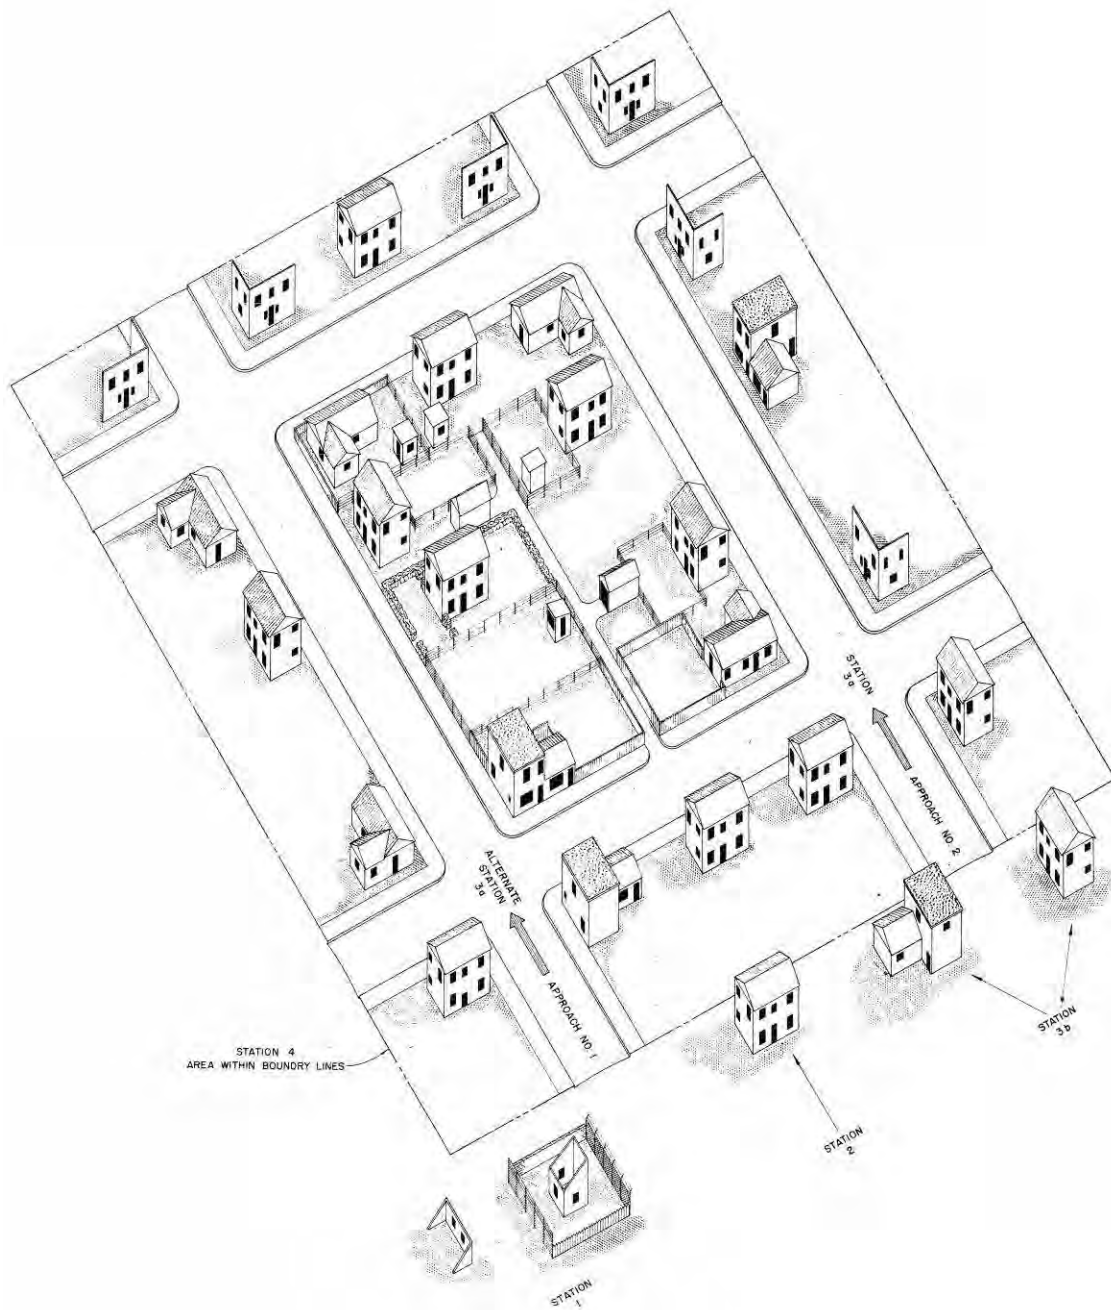 STATION
3a
APPROACH NO. 2
ALTERNATE
STATION
3a
APPROACH NO. 1
STATION
3b
STATION 4
AREA WITHIN BOUNDRY LINES
STATION
2
STATION
1